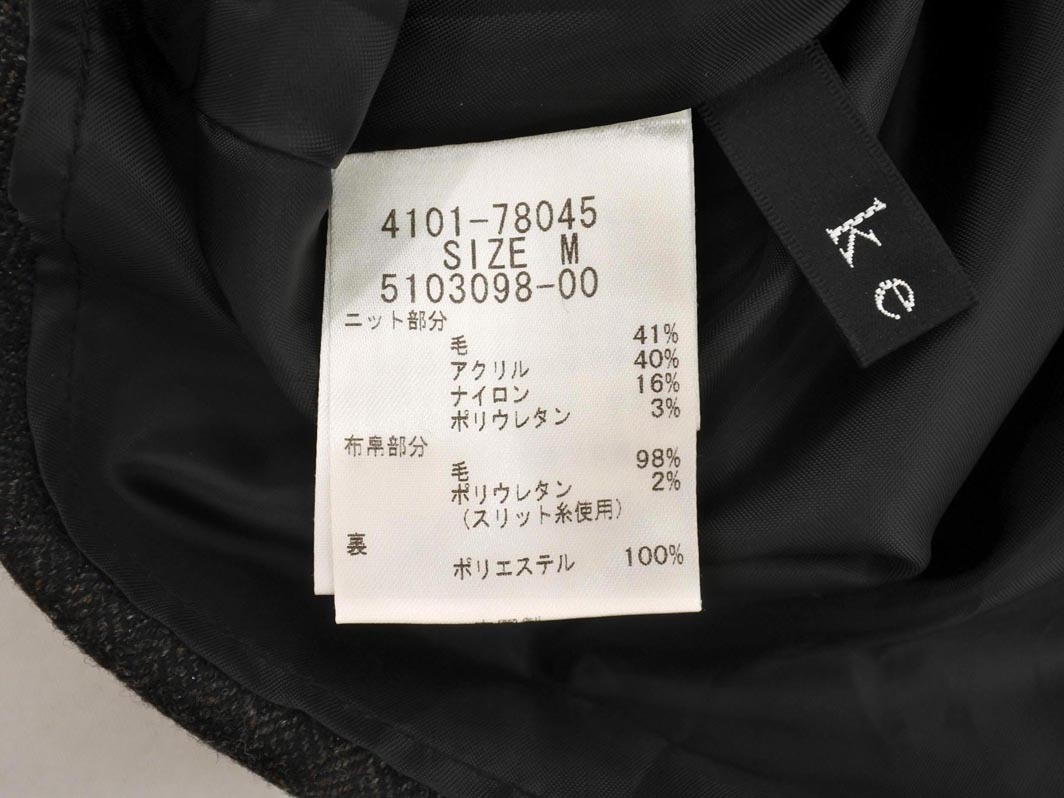 4101-78045
SIZE M
5103098-00
ニット部分
毛 41%
アクリル 40%
ナイロン 16%
ポリウレタン 3%
布帛部分
毛 98%
ポリウレタン 2%
(スリット糸使用)
裏
ポリエステル 100%
ke